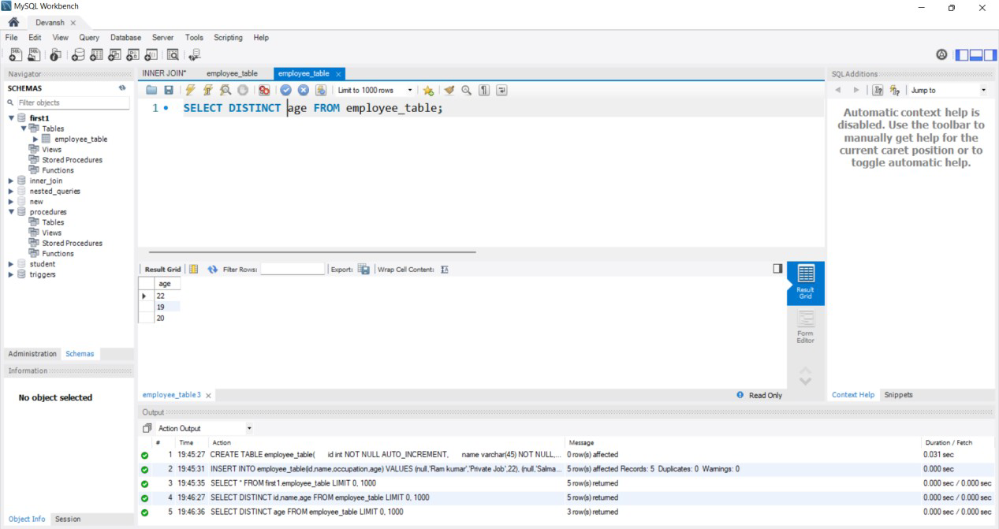 MySQL Workbench
Devansh
File Edit View Query Database Server Tools Scripting Help
Navigator
SCHEMAS
Filter objects
first1
Tables
employee_table
Views
Stored Procedures
Functions
inner_join
nested_queries
new
procedures
Tables
Views
Stored Procedures
Functions
student
triggers
Administration Schemas
Information
No object selected
Object Info Session
INNER JOIN* employee_table employee_table
Limit to 1000 rows
1 SELECT DISTINCT age FROM employee_table;
Result Grid Filter Rows: Export: Wrap Cell Content:
age
22
19
20
Result Grid
Form Editor
employee_table3 Read Only
SQLAdditions
Jump to
Automatic context help is
disabled. Use the toolbar to
manually get help for the
current caret position or to
toggle automatic help.
Context Help Snippets
Output
Action Output
# Time Action Message Duration / Fetch
1 19:45:27 CREATE TABLE employee_table( id int NOT NULL AUTO_INCREMENT, name varchar(45) NOT NULL,... 0 row(s) affected 0.031 sec
2 19:45:31 INSERT INTO employee_table(id,name,occupation,age) VALUES (null,'Ram kumar','Private Job',22), (null,'Salma... 5 row(s) affected Records: 5 Duplicates: 0 Warnings: 0 0.000 sec
3 19:45:35 SELECT * FROM first1.employee_table LIMIT 0, 1000 5 row(s) returned 0.000 sec / 0.000 sec
4 19:46:27 SELECT DISTINCT id,name,age FROM employee_table LIMIT 0, 1000 5 row(s) returned 0.000 sec / 0.000 sec
5 19:46:36 SELECT DISTINCT age FROM employee_table LIMIT 0, 1000 3 row(s) returned 0.000 sec / 0.000 sec